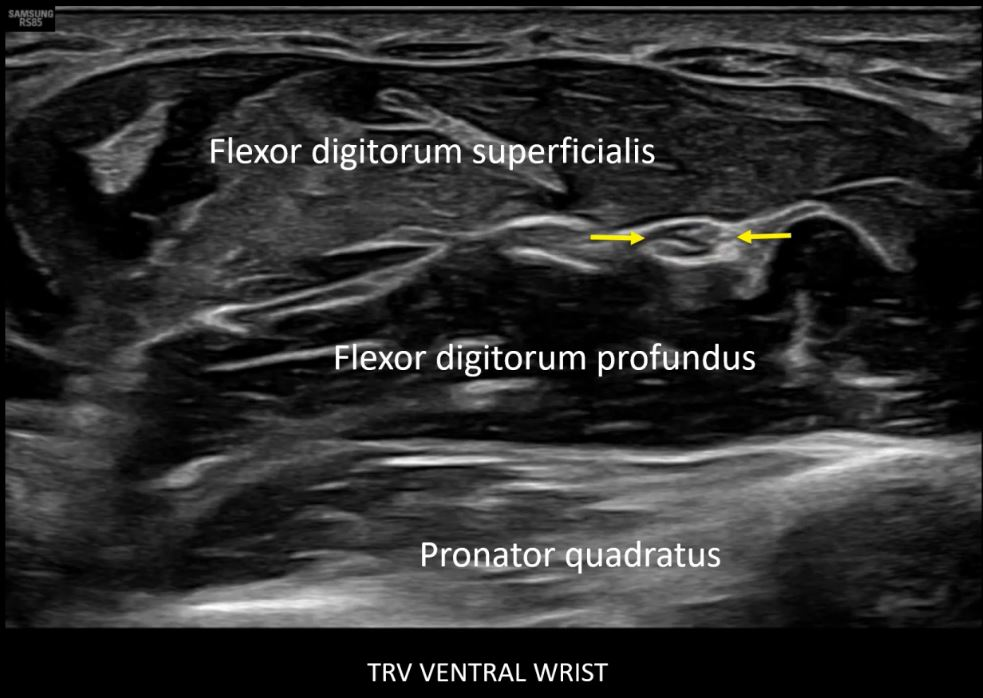 SAMSUNG
RS85
Flexor digitorum superficialis
Flexor digitorum profundus
Pronator quadratus
TRV VENTRAL WRIST